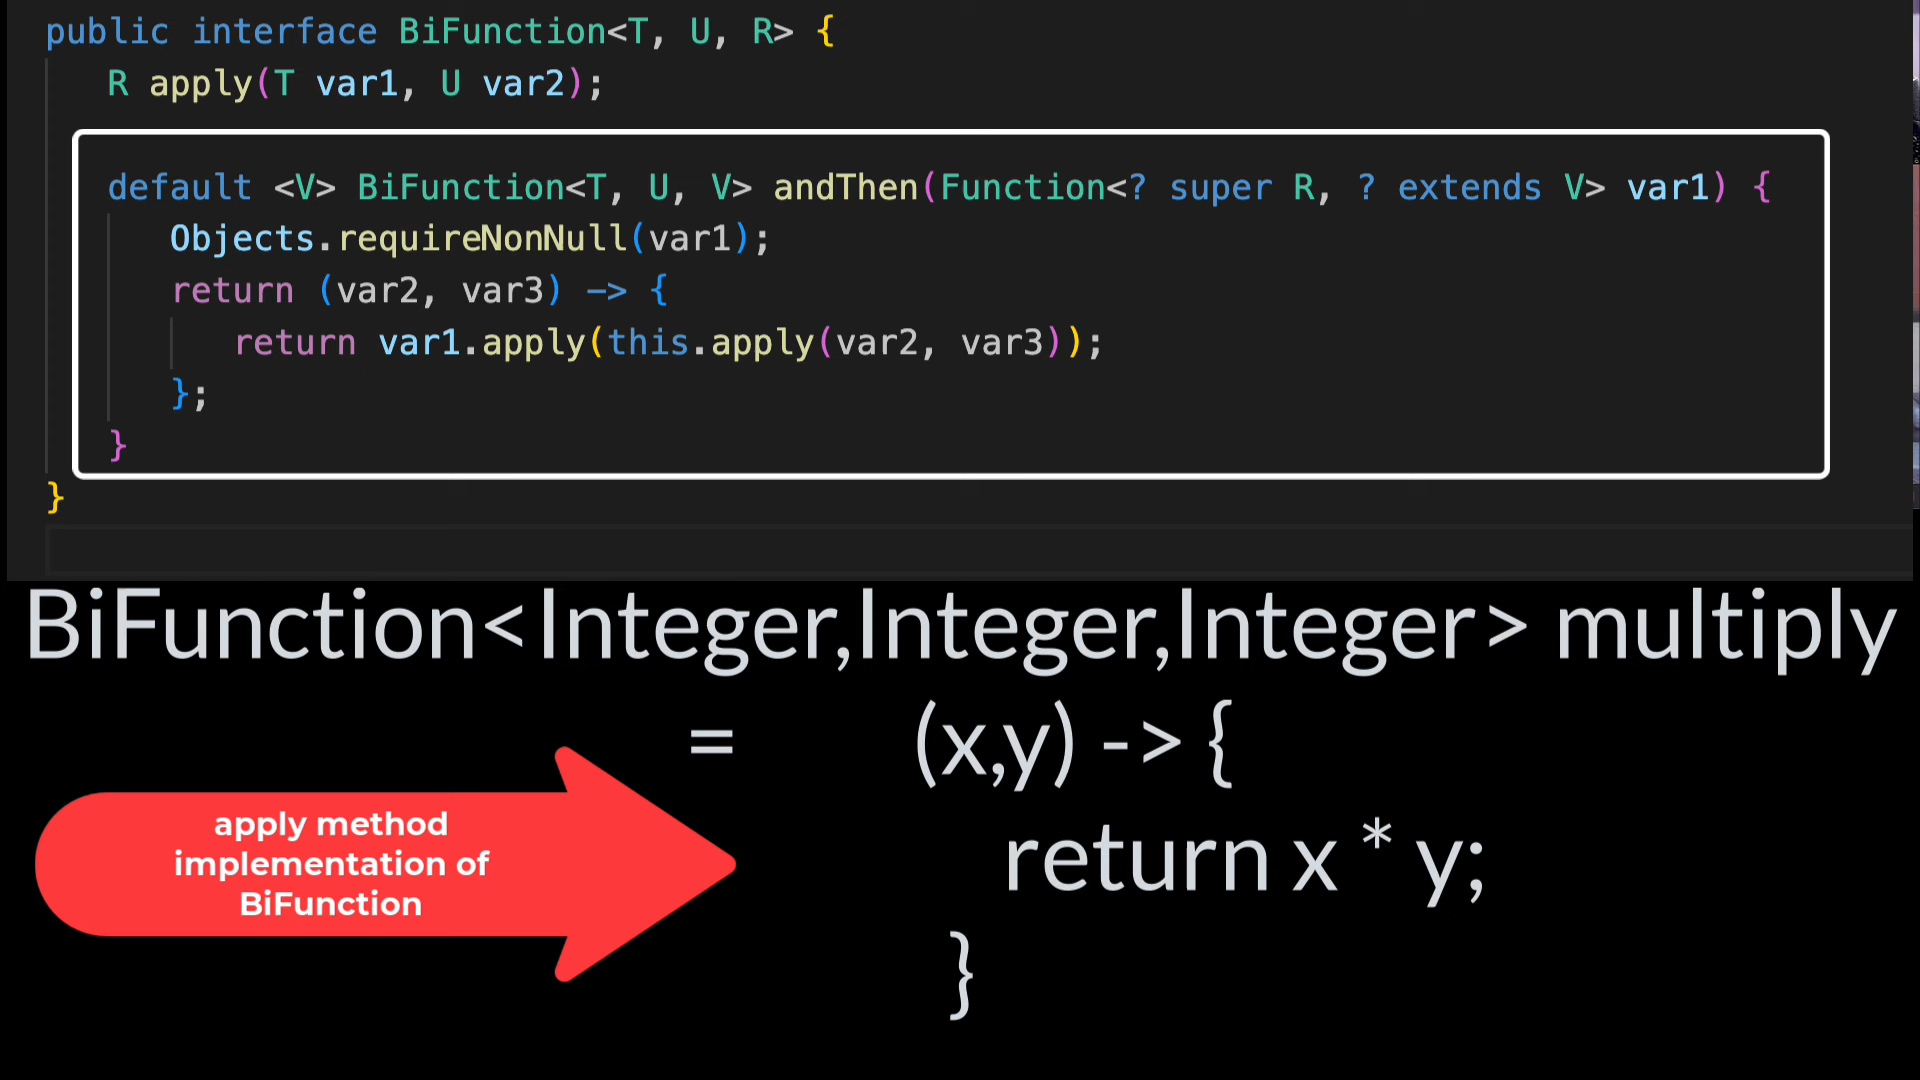 public interface BiFunction<T, U, R> {
R apply(T var1, U var2);
default <V> BiFunction<T, U, V> andThen(Function<? super R, ? extends V> var1) {
Objects.requireNonNull(var1);
return (var2, var3) -> {
return var1.apply(this.apply(var2, var3));
};
}
}
BiFunction<Integer,Integer,Integer> multiply
= (x,y) -> {
return x * y;
}
apply method
implementation of
BiFunction